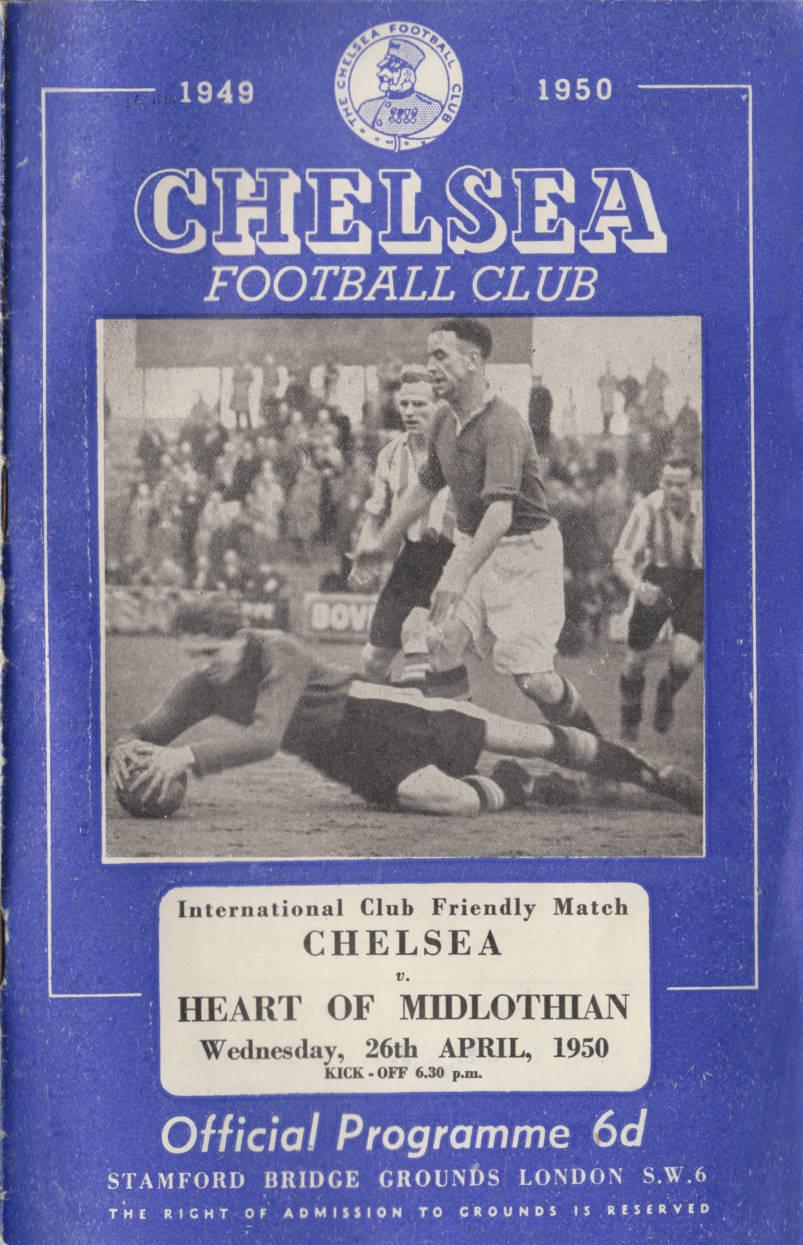 THE CHELSEA FOOTBALL CLUB
1949
1950
CHELSEA
FOOTBALL CLUB
BOV
International Club Friendly Match
CHELSEA
v.
HEART OF MIDLOTHIAN
Wednesday, 26th APRIL, 1950
KICK-OFF 6.30 p.m.
Official Programme 6d
STAMFORD BRIDGE GROUNDS LONDON S.W.6
THE RIGHT OF ADMISSION TO GROUNDS IS RESERVED